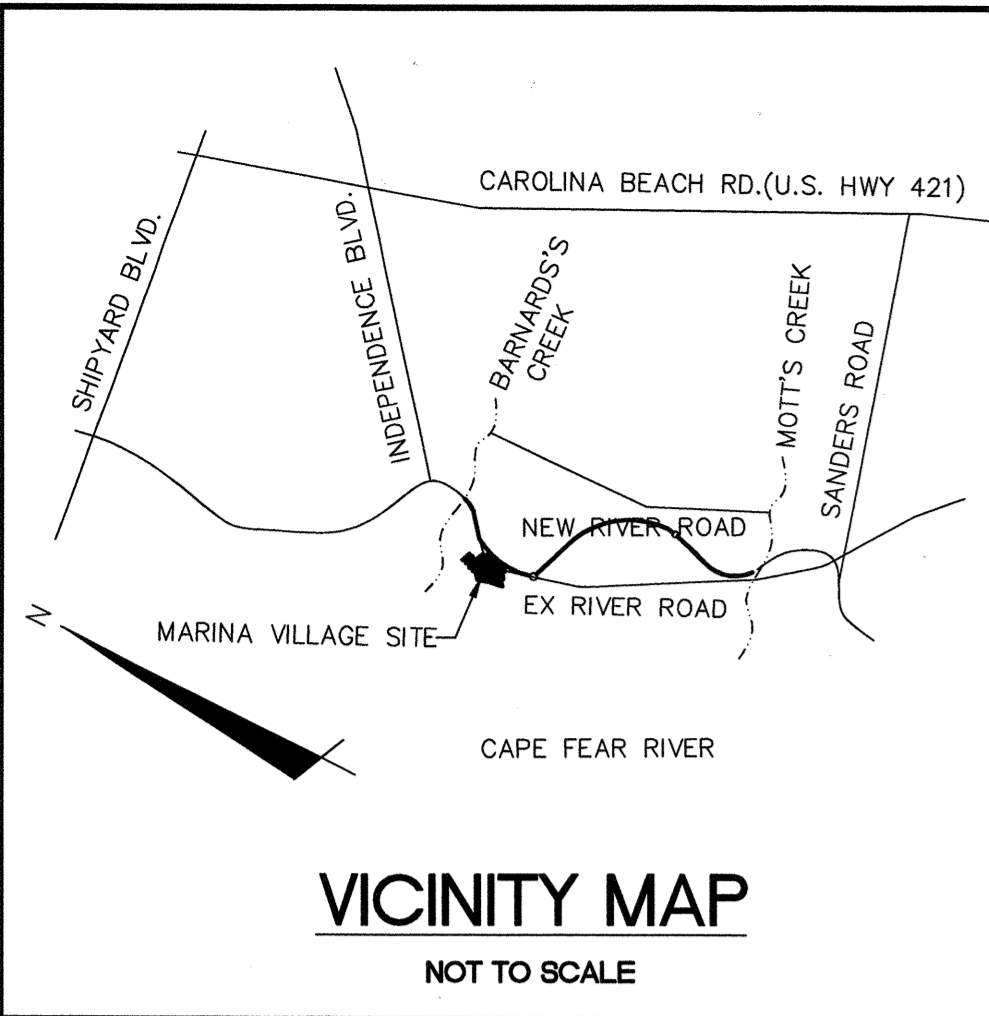 CAROLINA BEACH RD.(U.S. HWY 421)
SHIPYARD BLVD.
INDEPENDENCE BLVD.
BARNARDS'S
CREEK
MOTT'S CREEK
SANDERS ROAD
NEW RIVER ROAD
EX RIVER ROAD
N
MARINA VILLAGE SITE
CAPE FEAR RIVER
VICINITY MAP
NOT TO SCALE